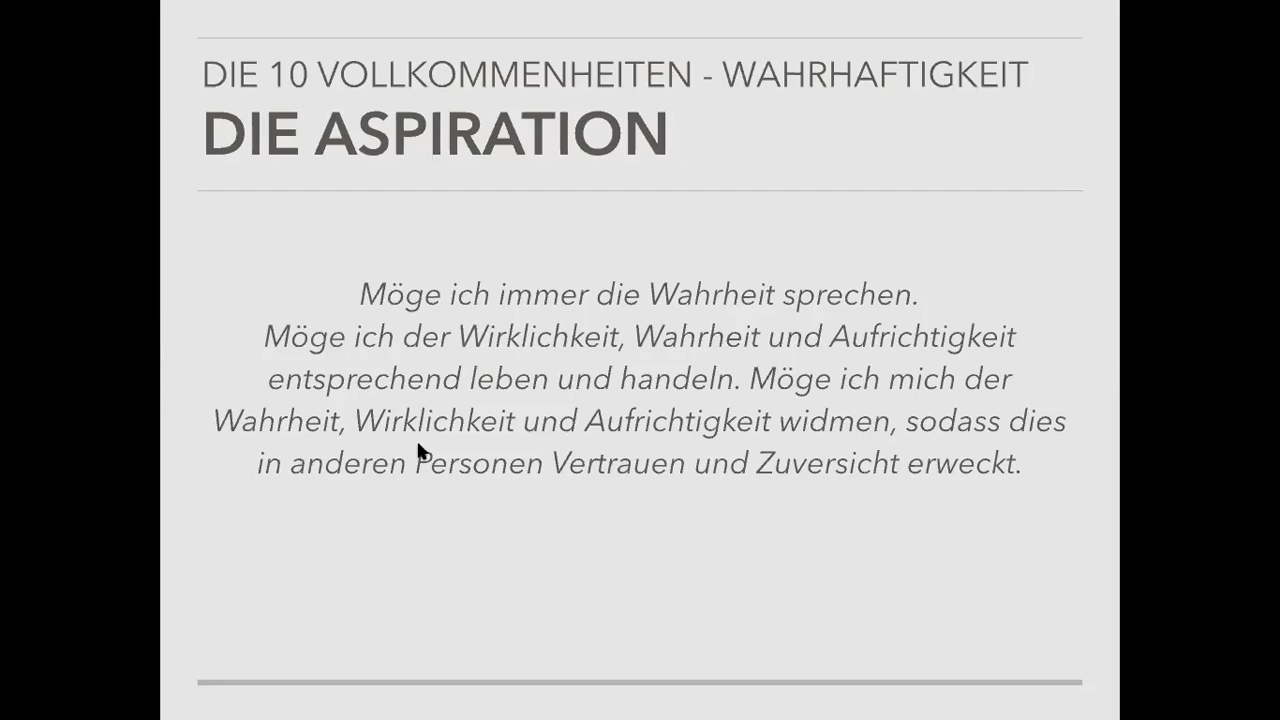 DIE 10 VOLLKOMMENHEITEN - WAHRHAFTIGKEIT
DIE ASPIRATION
Möge ich immer die Wahrheit sprechen.
Möge ich der Wirklichkeit, Wahrheit und Aufrichtigkeit
entsprechend leben und handeln. Möge ich mich der
Wahrheit, Wirklichkeit und Aufrichtigkeit widmen, sodass dies
in anderen Personen Vertrauen und Zuversicht erweckt.